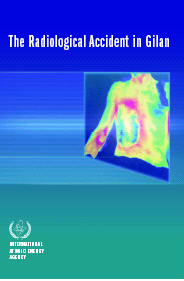 The Radiological Accident in Gilan
INTERNATIONAL
ATOMIC ENERGY
AGENCY